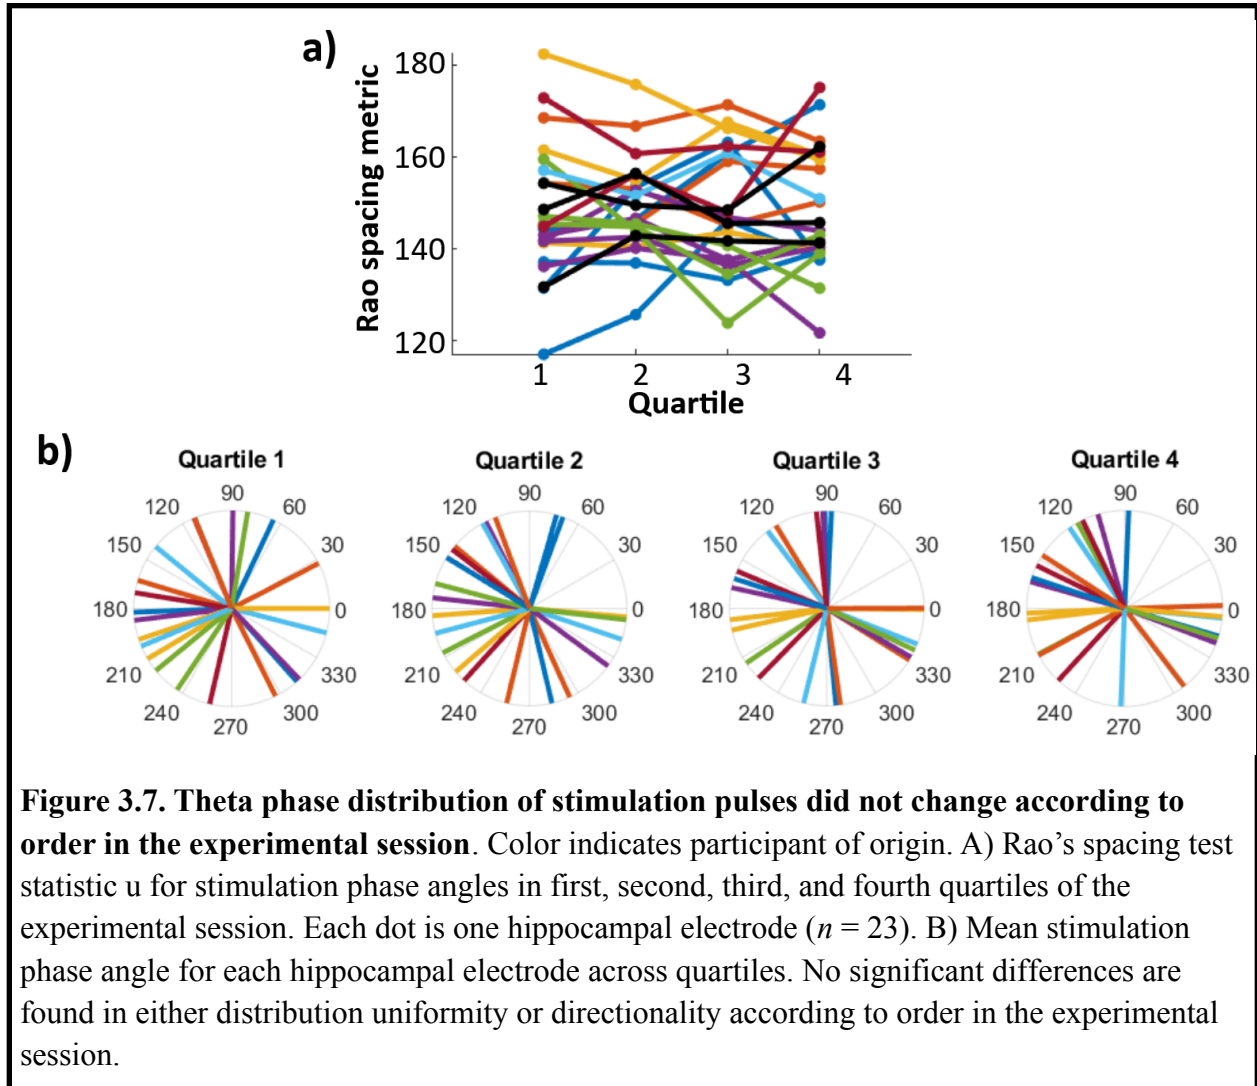 a)
Rao spacing metric
180
160
140
120
1 2 3 4
Quartile
b)
Quartile 1
90
120 60
150 30
180 0
210 330
240 300
270
Quartile 2
90
120 60
150 30
180 0
210 330
240 300
270
Quartile 3
90
120 60
150 30
180 0
210 330
240 300
270
Quartile 4
90
120 60
150 30
180 0
210 330
240 300
270
Figure 3.7. Theta phase distribution of stimulation pulses did not change according to
order in the experimental session. Color indicates participant of origin. A) Rao’s spacing test
statistic u for stimulation phase angles in first, second, third, and fourth quartiles of the
experimental session. Each dot is one hippocampal electrode (n = 23). B) Mean stimulation
phase angle for each hippocampal electrode across quartiles. No significant differences are
found in either distribution uniformity or directionality according to order in the experimental
session.